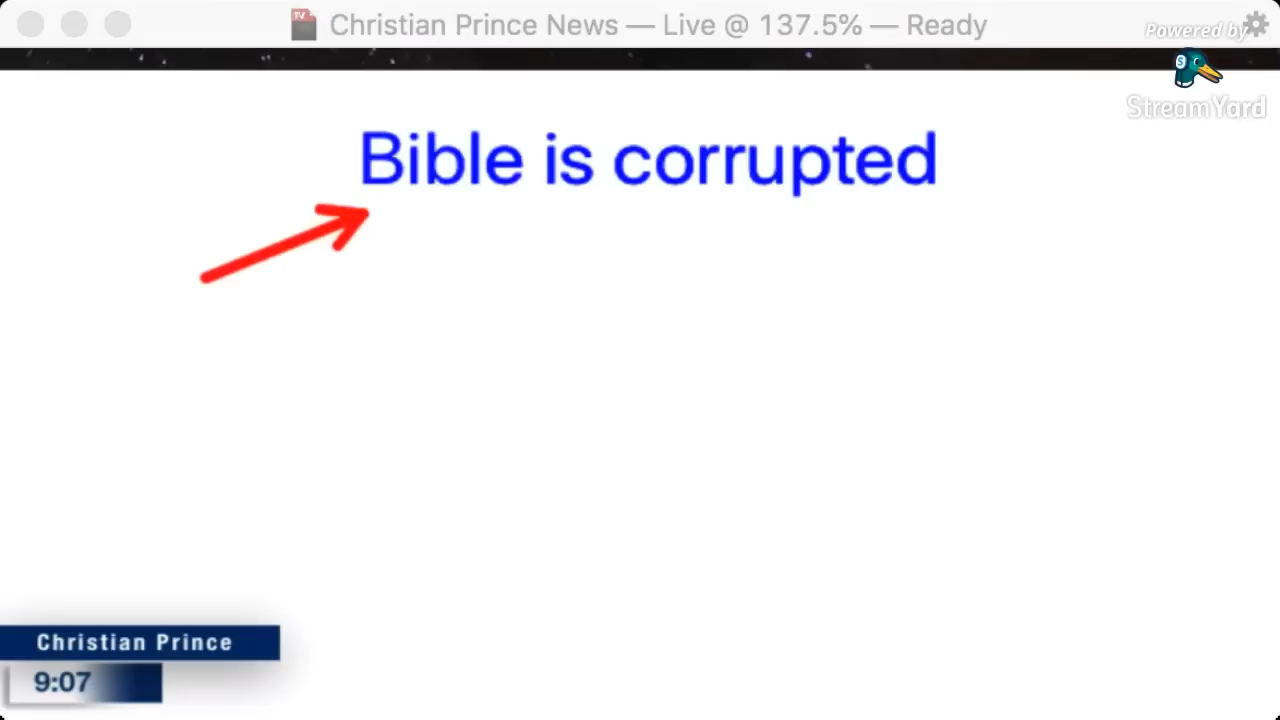 Christian Prince News — Live @ 137.5% — Ready
Powered by
StreamYard
Bible is corrupted
Christian Prince
9:07